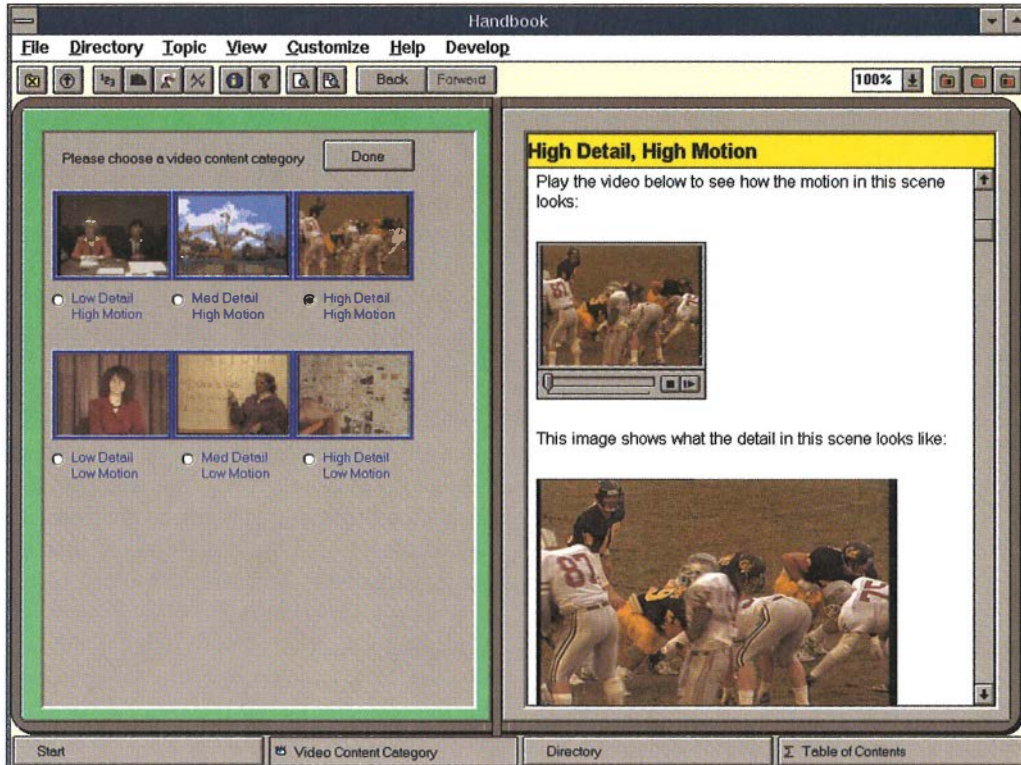 Handbook
File Directory Topic View Customize Help Develop
Back Forward 100%
Please choose a video content category Done
Low Detail
High Motion
Med Detail
High Motion
High Detail
High Motion
Low Detail
Low Motion
Med Detail
Low Motion
High Detail
Low Motion
High Detail, High Motion
Play the video below to see how the motion in this scene
looks:
87
This image shows what the detail in this scene looks like:
87
Start
Video Content Category
Directory
Σ Table of Contents